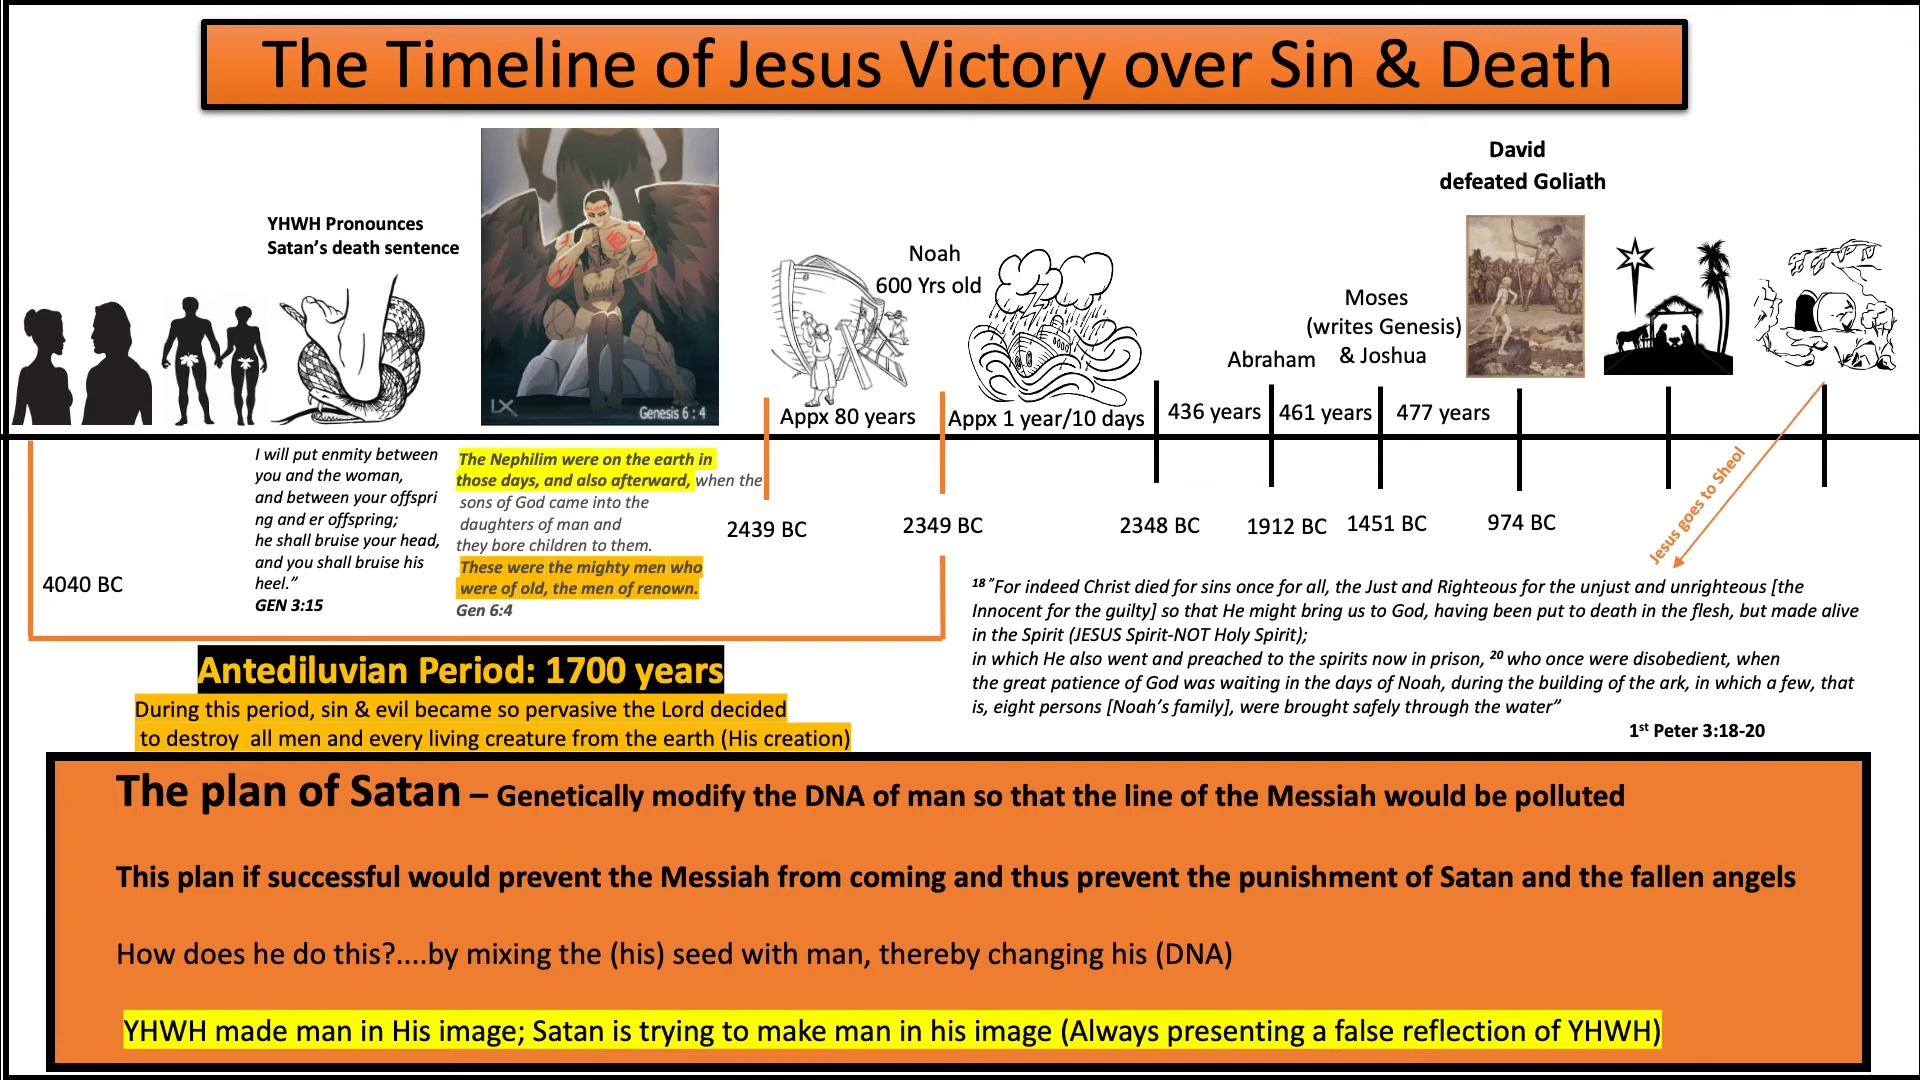 The Timeline of Jesus Victory over Sin & Death
YHWH Pronounces
Satan's death sentence
LX
Genesis 6 : 4
Noah
600 Yrs old
Appx 80 years
Appx 1 year/10 days
436 years
Abraham
461 years
Moses
(writes Genesis)
& Joshua
477 years
David
defeated Goliath
4040 BC
I will put enmity between
you and the woman,
and between your offspri
ng and er offspring;
he shall bruise your head,
and you shall bruise his
heel.”
GEN 3:15
The Nephilim were on the earth in
those days, and also afterward, when the
sons of God came into the
daughters of man and
they bore children to them.
These were the mighty men who
were of old, the men of renown.
Gen 6:4
2439 BC
2349 BC
2348 BC
1912 BC
1451 BC
974 BC
Jesus goes to Sheol
18 ”For indeed Christ died for sins once for all, the Just and Righteous for the unjust and unrighteous [the
Innocent for the guilty] so that He might bring us to God, having been put to death in the flesh, but made alive
in the Spirit (JESUS Spirit-NOT Holy Spirit);
in which He also went and preached to the spirits now in prison, 20 who once were disobedient, when
the great patience of God was waiting in the days of Noah, during the building of the ark, in which a few, that
is, eight persons [Noah’s family], were brought safely through the water”
1st Peter 3:18-20
Antediluvian Period: 1700 years
During this period, sin & evil became so pervasive the Lord decided
to destroy  all men and every living creature from the earth (His creation)
The plan of Satan – Genetically modify the DNA of man so that the line of the Messiah would be polluted
This plan if successful would prevent the Messiah from coming and thus prevent the punishment of Satan and the fallen angels
How does he do this?....by mixing the (his) seed with man, thereby changing his (DNA)
YHWH made man in His image; Satan is trying to make man in his image (Always presenting a false reflection of YHWH)